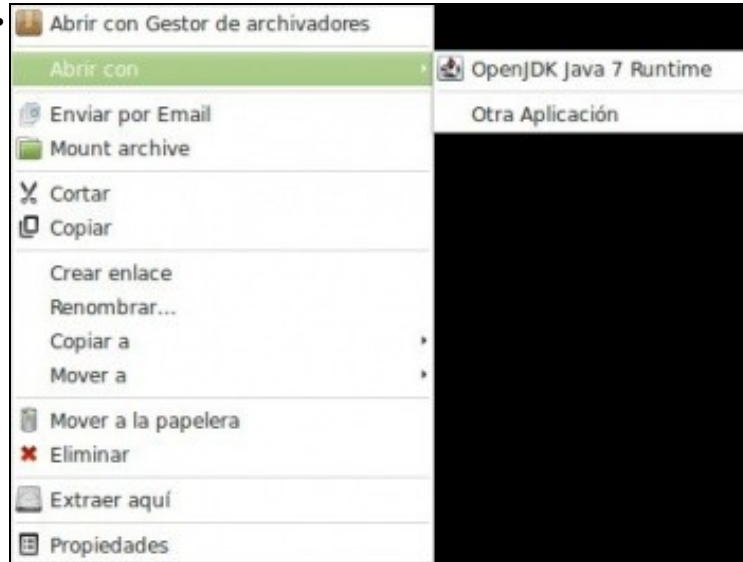 Abrir con Gestor de archivadores
Abrir con
OpenJDK Java 7 Runtime
Enviar por Email
Otra Aplicación
Mount archive
Cortar
Copiar
Crear enlace
Renombrar...
Copiar a
Mover a
Mover a la papelera
Eliminar
Extraer aquí
Propiedades